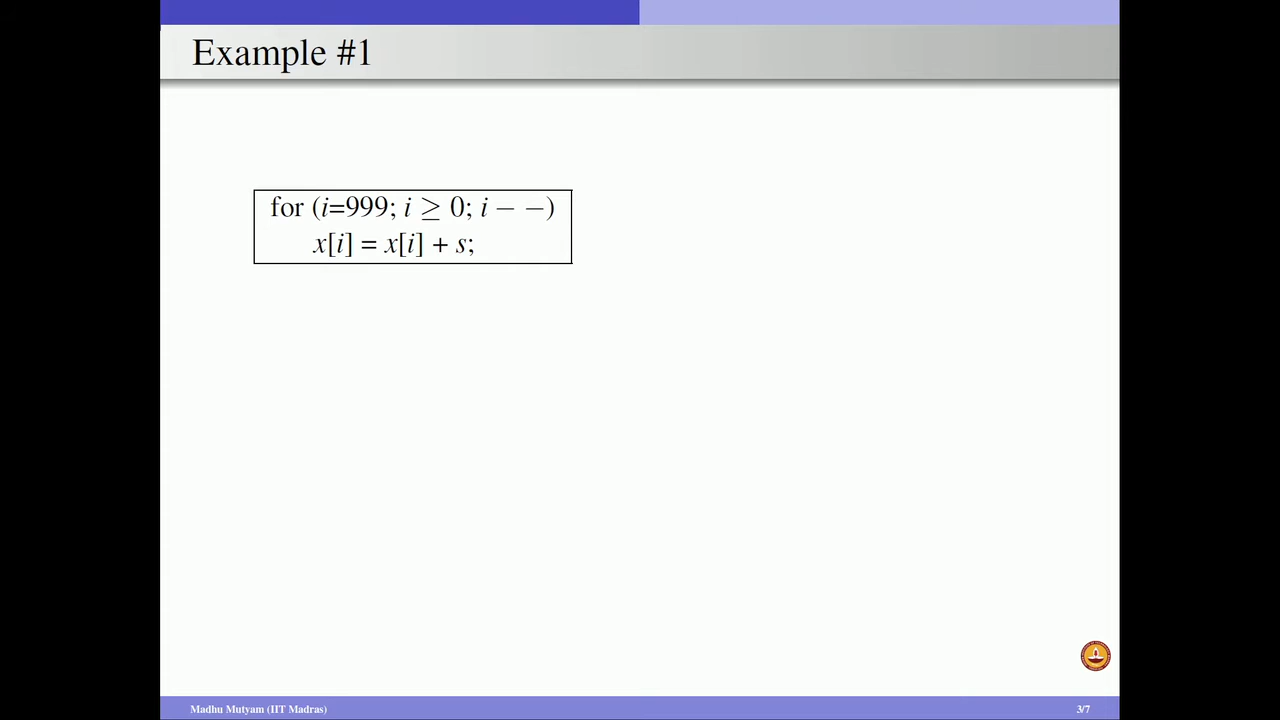 Example #1
for (i=999; i ≥ 0; i − −)
x[i] = x[i] + s;
Madhu Mutyam (IIT Madras)
3/7